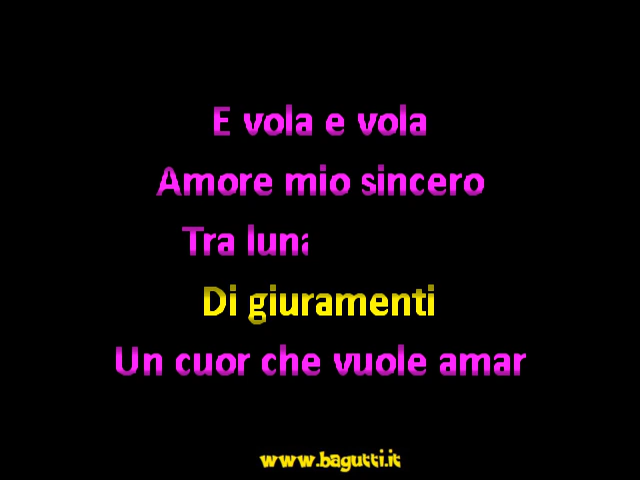 E vola e vola
Amore mio sincero
Tra luna
Di giuramenti
Un cuor che vuole amar
www.bagutti.it